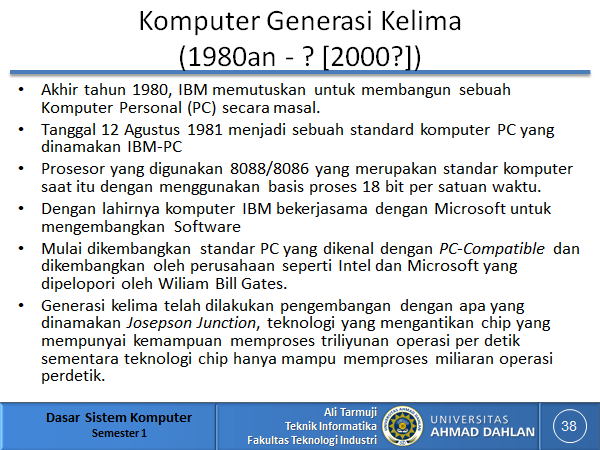 Komputer Generasi Kelima
(1980an - ? [2000?])
• Akhir tahun 1980, IBM memutuskan untuk membangun sebuah
Komputer Personal (PC) secara masal.
• Tanggal 12 Agustus 1981 menjadi sebuah standard komputer PC yang
dinamakan IBM-PC
• Prosesor yang digunakan 8088/8086 yang merupakan standar komputer
saat itu dengan menggunakan basis proses 18 bit per satuan waktu.
• Dengan lahirnya komputer IBM bekerjasama dengan Microsoft untuk
mengembangkan Software
• Mulai dikembangkan standar PC yang dikenal dengan PC-Compatible dan
dikembangkan oleh perusahaan seperti Intel dan Microsoft yang
dipelopori oleh Wiliam Bill Gates.
• Generasi kelima telah dilakukan pengembangan dengan apa yang
dinamakan Josepson Junction, teknologi yang mengantikan chip yang
mempunyai kemampuan memproses triliyunan operasi per detik
sementara teknologi chip hanya mampu memproses miliaran operasi
perdetik.
Dasar Sistem Komputer
Semester 1
Ali Tarmuji
Teknik Informatika
Fakultas Teknologi Industri
UNIVERSITAS
AHMAD DAHLAN
38